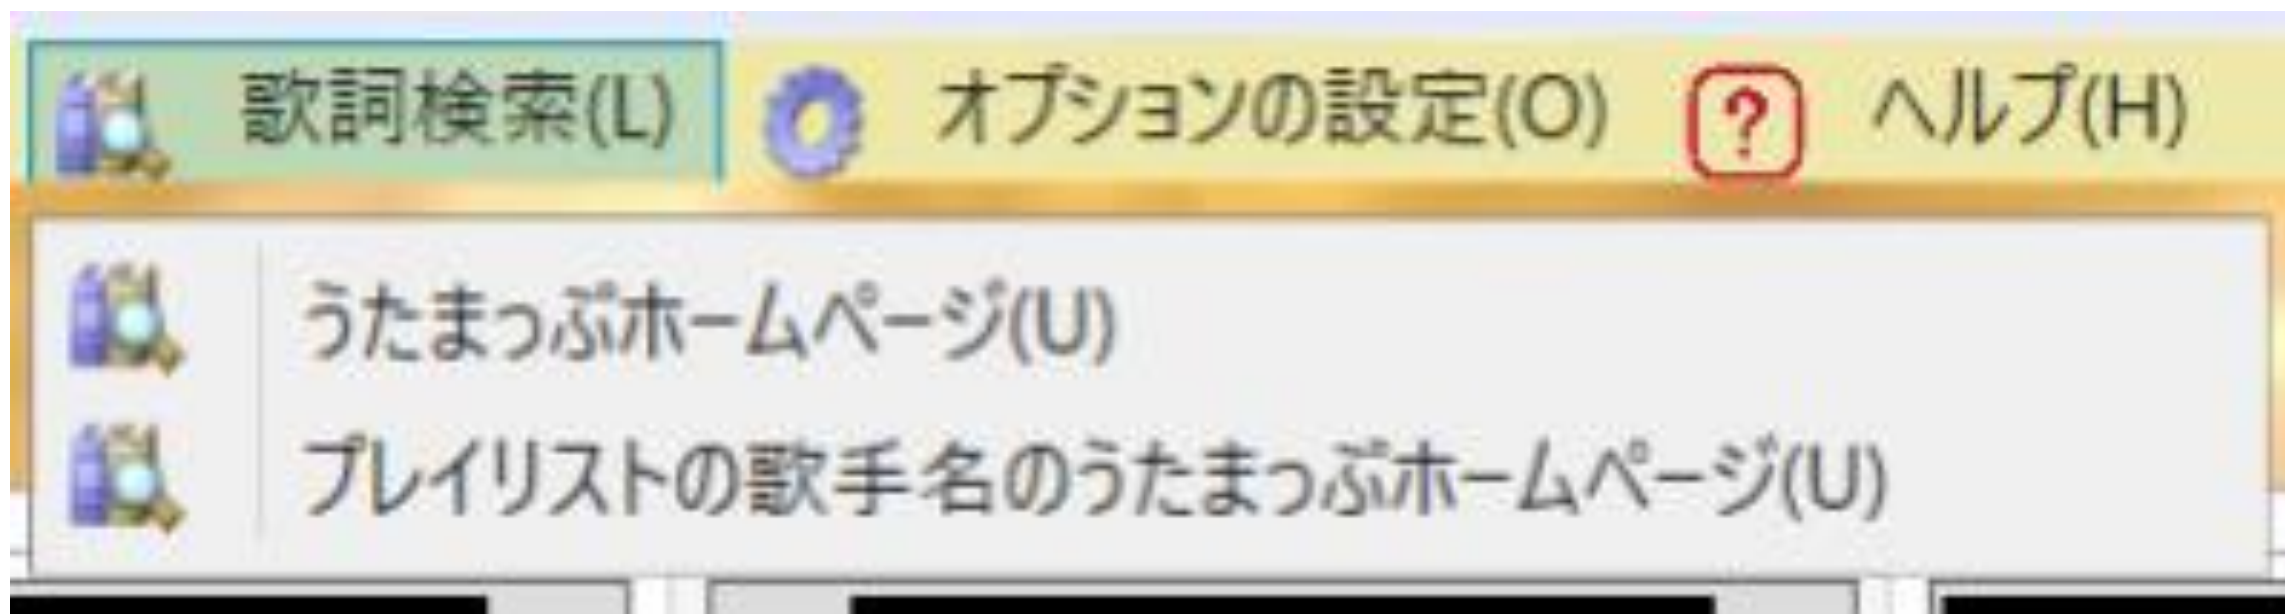 歌詞検索(L) オプションの設定(O) ヘルプ(H)
うたまっぷホームページ(U)
プレイリストの歌手名のうたまっぷホームページ(U)